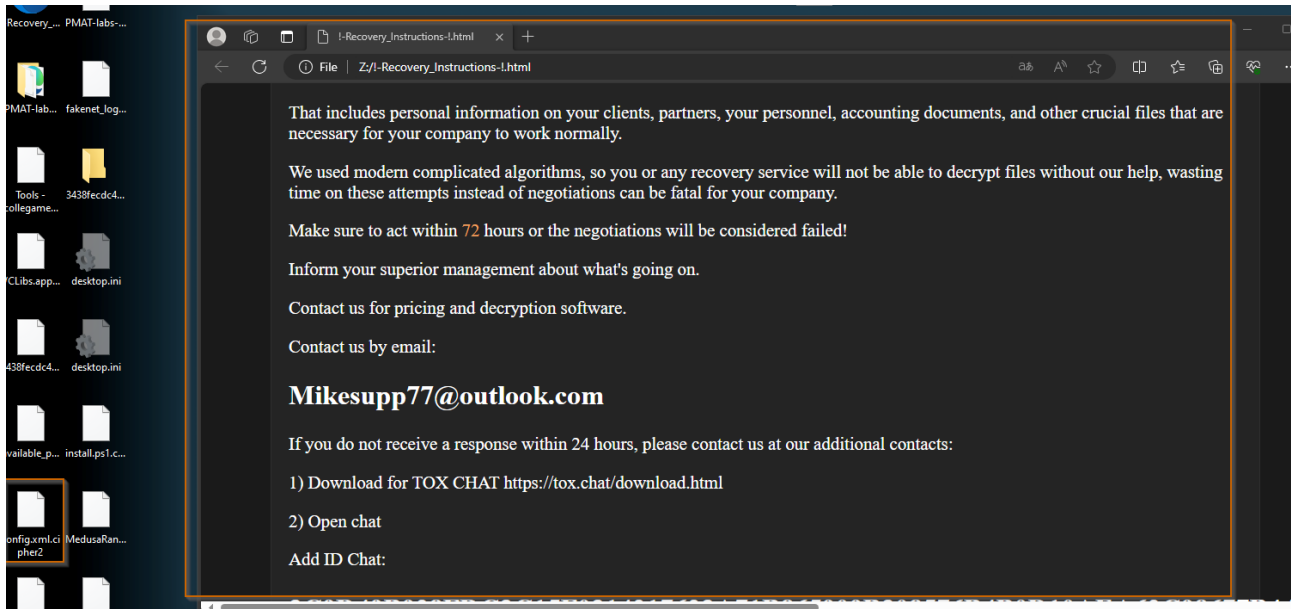 Recovery_... PMAT-labs-...
PMAT-lab... fakenet_log...
Tools - 3438fecdc4...
collegame...
CLibs.app... desktop.ini
438fecdc4... desktop.ini
vailable_p... install.ps1.c...
onfig.xml.ci MedusaRan...
pher2
!-Recovery_Instructions-!.html
File Z:/!-Recovery_Instructions-!.html
That includes personal information on your clients, partners, your personnel, accounting documents, and other crucial files that are
necessary for your company to work normally.
We used modern complicated algorithms, so you or any recovery service will not be able to decrypt files without our help, wasting
time on these attempts instead of negotiations can be fatal for your company.
Make sure to act within 72 hours or the negotiations will be considered failed!
Inform your superior management about what's going on.
Contact us for pricing and decryption software.
Contact us by email:
Mikesupp77@outlook.com
If you do not receive a response within 24 hours, please contact us at our additional contacts:
1) Download for TOX CHAT https://tox.chat/download.html
2) Open chat
Add ID Chat: